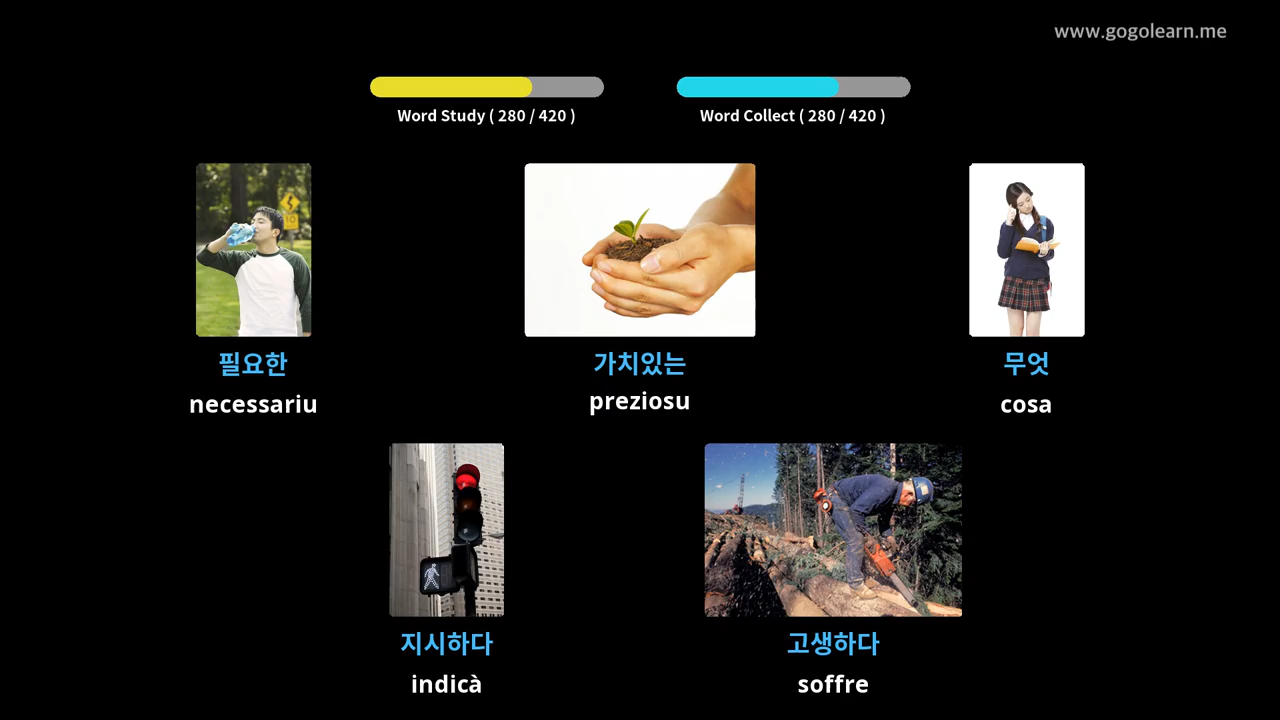 www.gogolearn.me
Word Study ( 280 / 420 )
Word Collect ( 280 / 420 )
필요한
necessariu
가치있는
preziosu
무엇
cosa
지시하다
indicà
고생하다
soffre